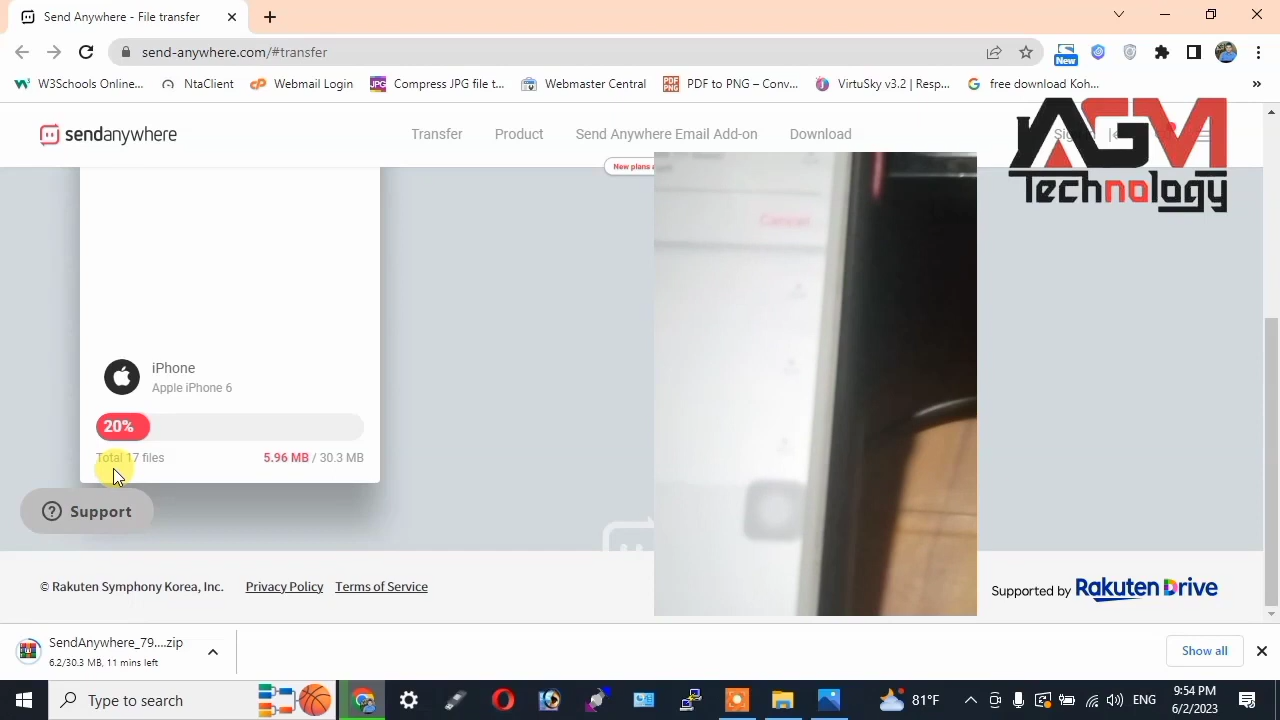 Send Anywhere - File transfer
send-anywhere.com/#transfer
New
W3Schools Online...
NtaClient
Webmail Login
Compress JPG file t...
Webmaster Central
PDF to PNG – Conv...
VirtuSky v3.2 | Resp...
free download Koh...
sendanywhere
Transfer
Product
Send Anywhere Email Add-on
Download
AGM
Technology
New plans
Cancel
iPhone
Apple iPhone 6
20%
Total 17 files
5.96 MB / 30.3 MB
Support
© Rakuten Symphony Korea, Inc.
Privacy Policy
Terms of Service
Supported by Rakuten Drive
SendAnywhere_79....zip
6.2/30.3 MB, 11 mins left
Show all
Type to search
81°F
ENG
9:54 PM
6/2/2023